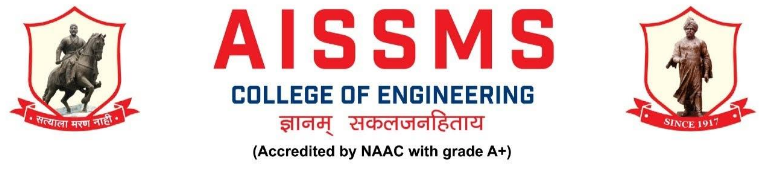 AISSMS
COLLEGE OF ENGINEERING
ज्ञानम् सकलजनहिताय
(Accredited by NAAC with grade A+)
सत्याला मरण नाही
SINCE 1917